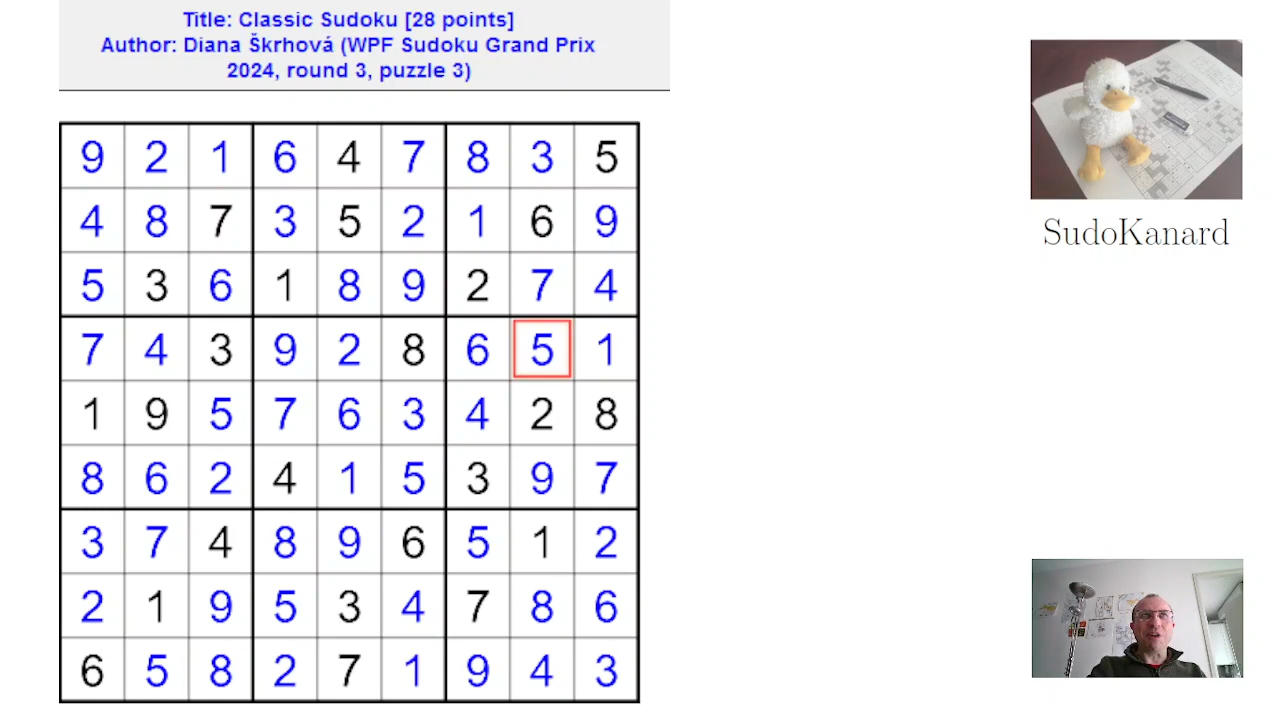 Title: Classic Sudoku [28 points]
Author: Diana Škrhová (WPF Sudoku Grand Prix
2024, round 3, puzzle 3)
9 2 1 6 4 7 8 3 5
4 8 7 3 5 2 1 6 9
5 3 6 1 8 9 2 7 4
7 4 3 9 2 8 6 5 1
1 9 5 7 6 3 4 2 8
8 6 2 4 1 5 3 9 7
3 7 4 8 9 6 5 1 2
2 1 9 5 3 4 7 8 6
6 5 8 2 7 1 9 4 3
SudoKanard